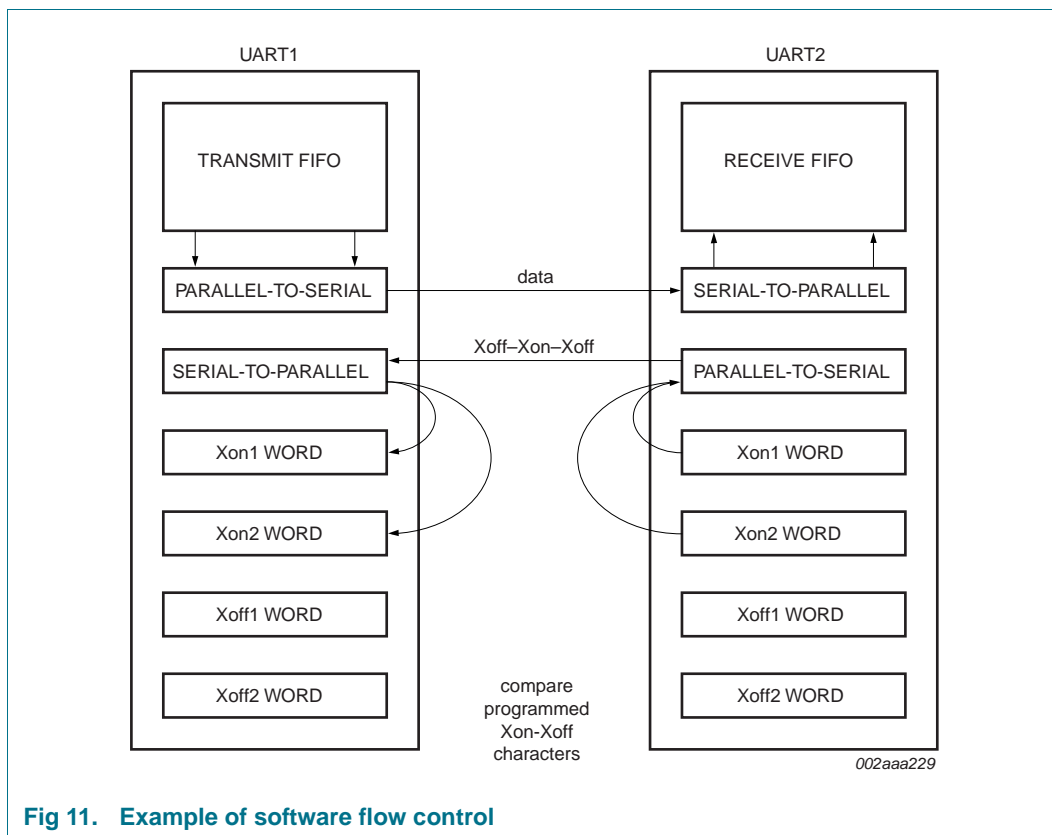 UART1
UART2
TRANSMIT FIFO
RECEIVE FIFO
PARALLEL-TO-SERIAL
data
SERIAL-TO-PARALLEL
Xoff–Xon–Xoff
SERIAL-TO-PARALLEL
PARALLEL-TO-SERIAL
Xon1 WORD
Xon1 WORD
Xon2 WORD
Xon2 WORD
Xoff1 WORD
Xoff1 WORD
Xoff2 WORD
compare
programmed
Xon-Xoff
characters
Xoff2 WORD
002aaa229
Fig 11. Example of software flow control